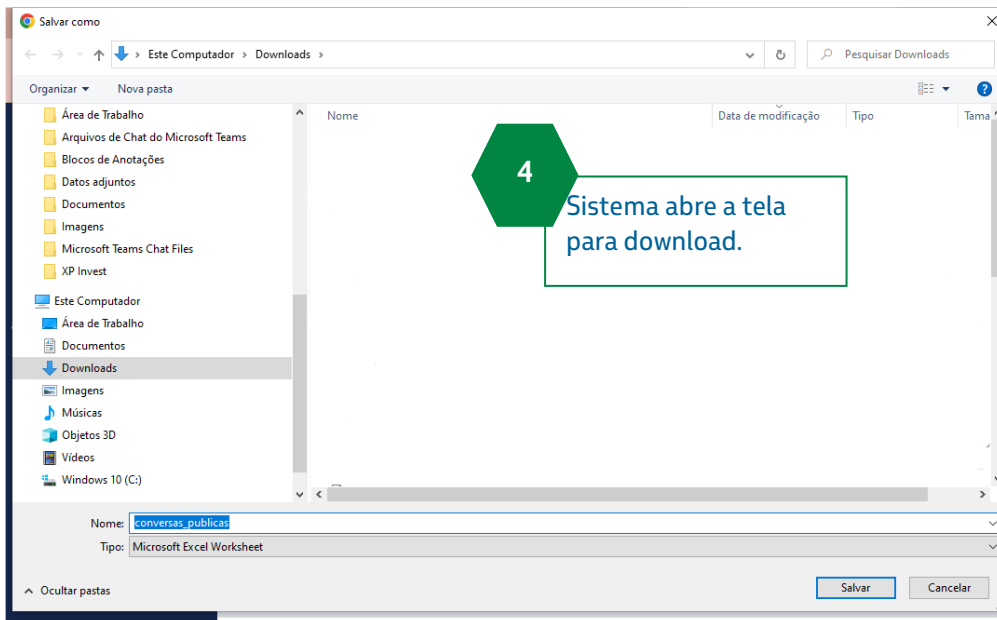 Salvar como
Este Computador › Downloads ›
Pesquisar Downloads
Organizar
Nova pasta
Área de Trabalho
Arquivos de Chat do Microsoft Teams
Blocos de Anotações
Datos adjuntos
Documentos
Imagens
Microsoft Teams Chat Files
XP Invest
Este Computador
Área de Trabalho
Documentos
Downloads
Imagens
Músicas
Objetos 3D
Vídeos
Windows 10 (C:)
Nome
Data de modificação
Tipo
Tama
4
Sistema abre a tela
para download.
Nome: conversas_publicas
Tipo: Microsoft Excel Worksheet
Ocultar pastas
Salvar
Cancelar